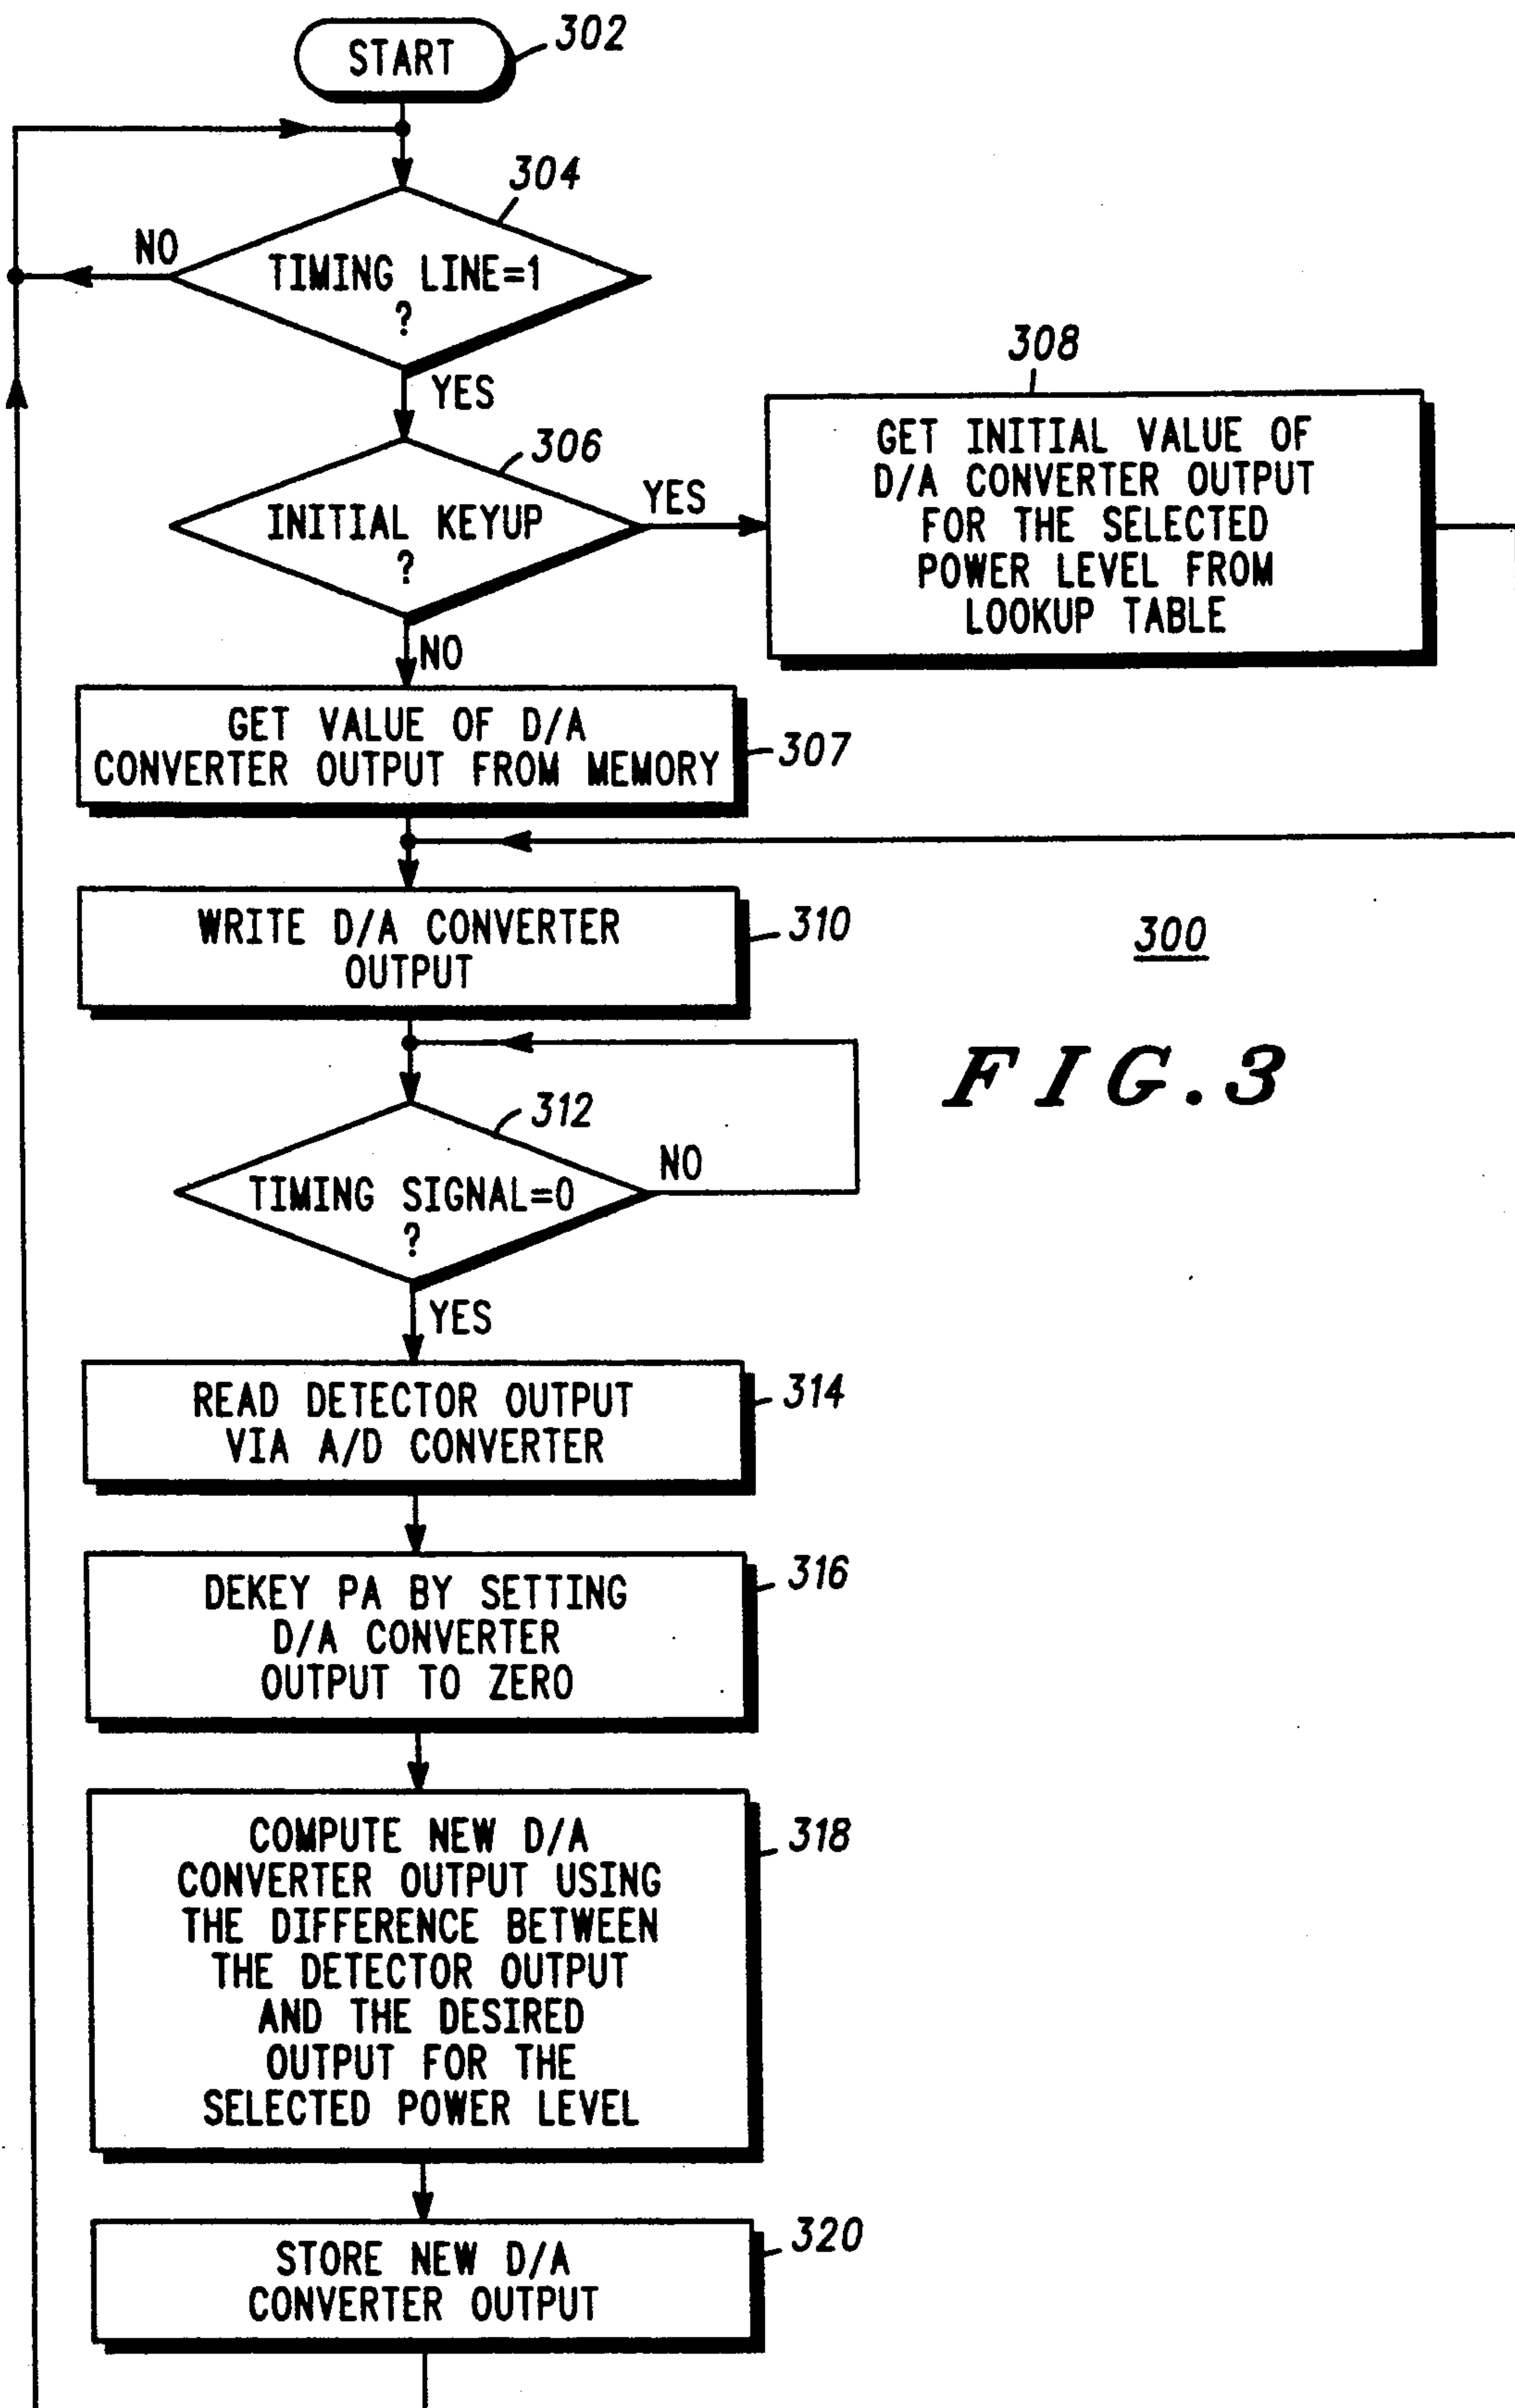 START
302
304
NO
TIMING LINE=1
?
YES
306
INITIAL KEYUP
?
YES
308
GET INITIAL VALUE OF
D/A CONVERTER OUTPUT
FOR THE SELECTED
POWER LEVEL FROM
LOOKUP TABLE
NO
GET VALUE OF D/A
CONVERTER OUTPUT FROM MEMORY
307
WRITE D/A CONVERTER
OUTPUT
310
300
FIG.3
312
TIMING SIGNAL=0
?
NO
YES
READ DETECTOR OUTPUT
VIA A/D CONVERTER
314
DEKEY PA BY SETTING
D/A CONVERTER
OUTPUT TO ZERO
316
COMPUTE NEW D/A
CONVERTER OUTPUT USING
THE DIFFERENCE BETWEEN
THE DETECTOR OUTPUT
AND THE DESIRED
OUTPUT FOR THE
SELECTED POWER LEVEL
318
STORE NEW D/A
CONVERTER OUTPUT
320